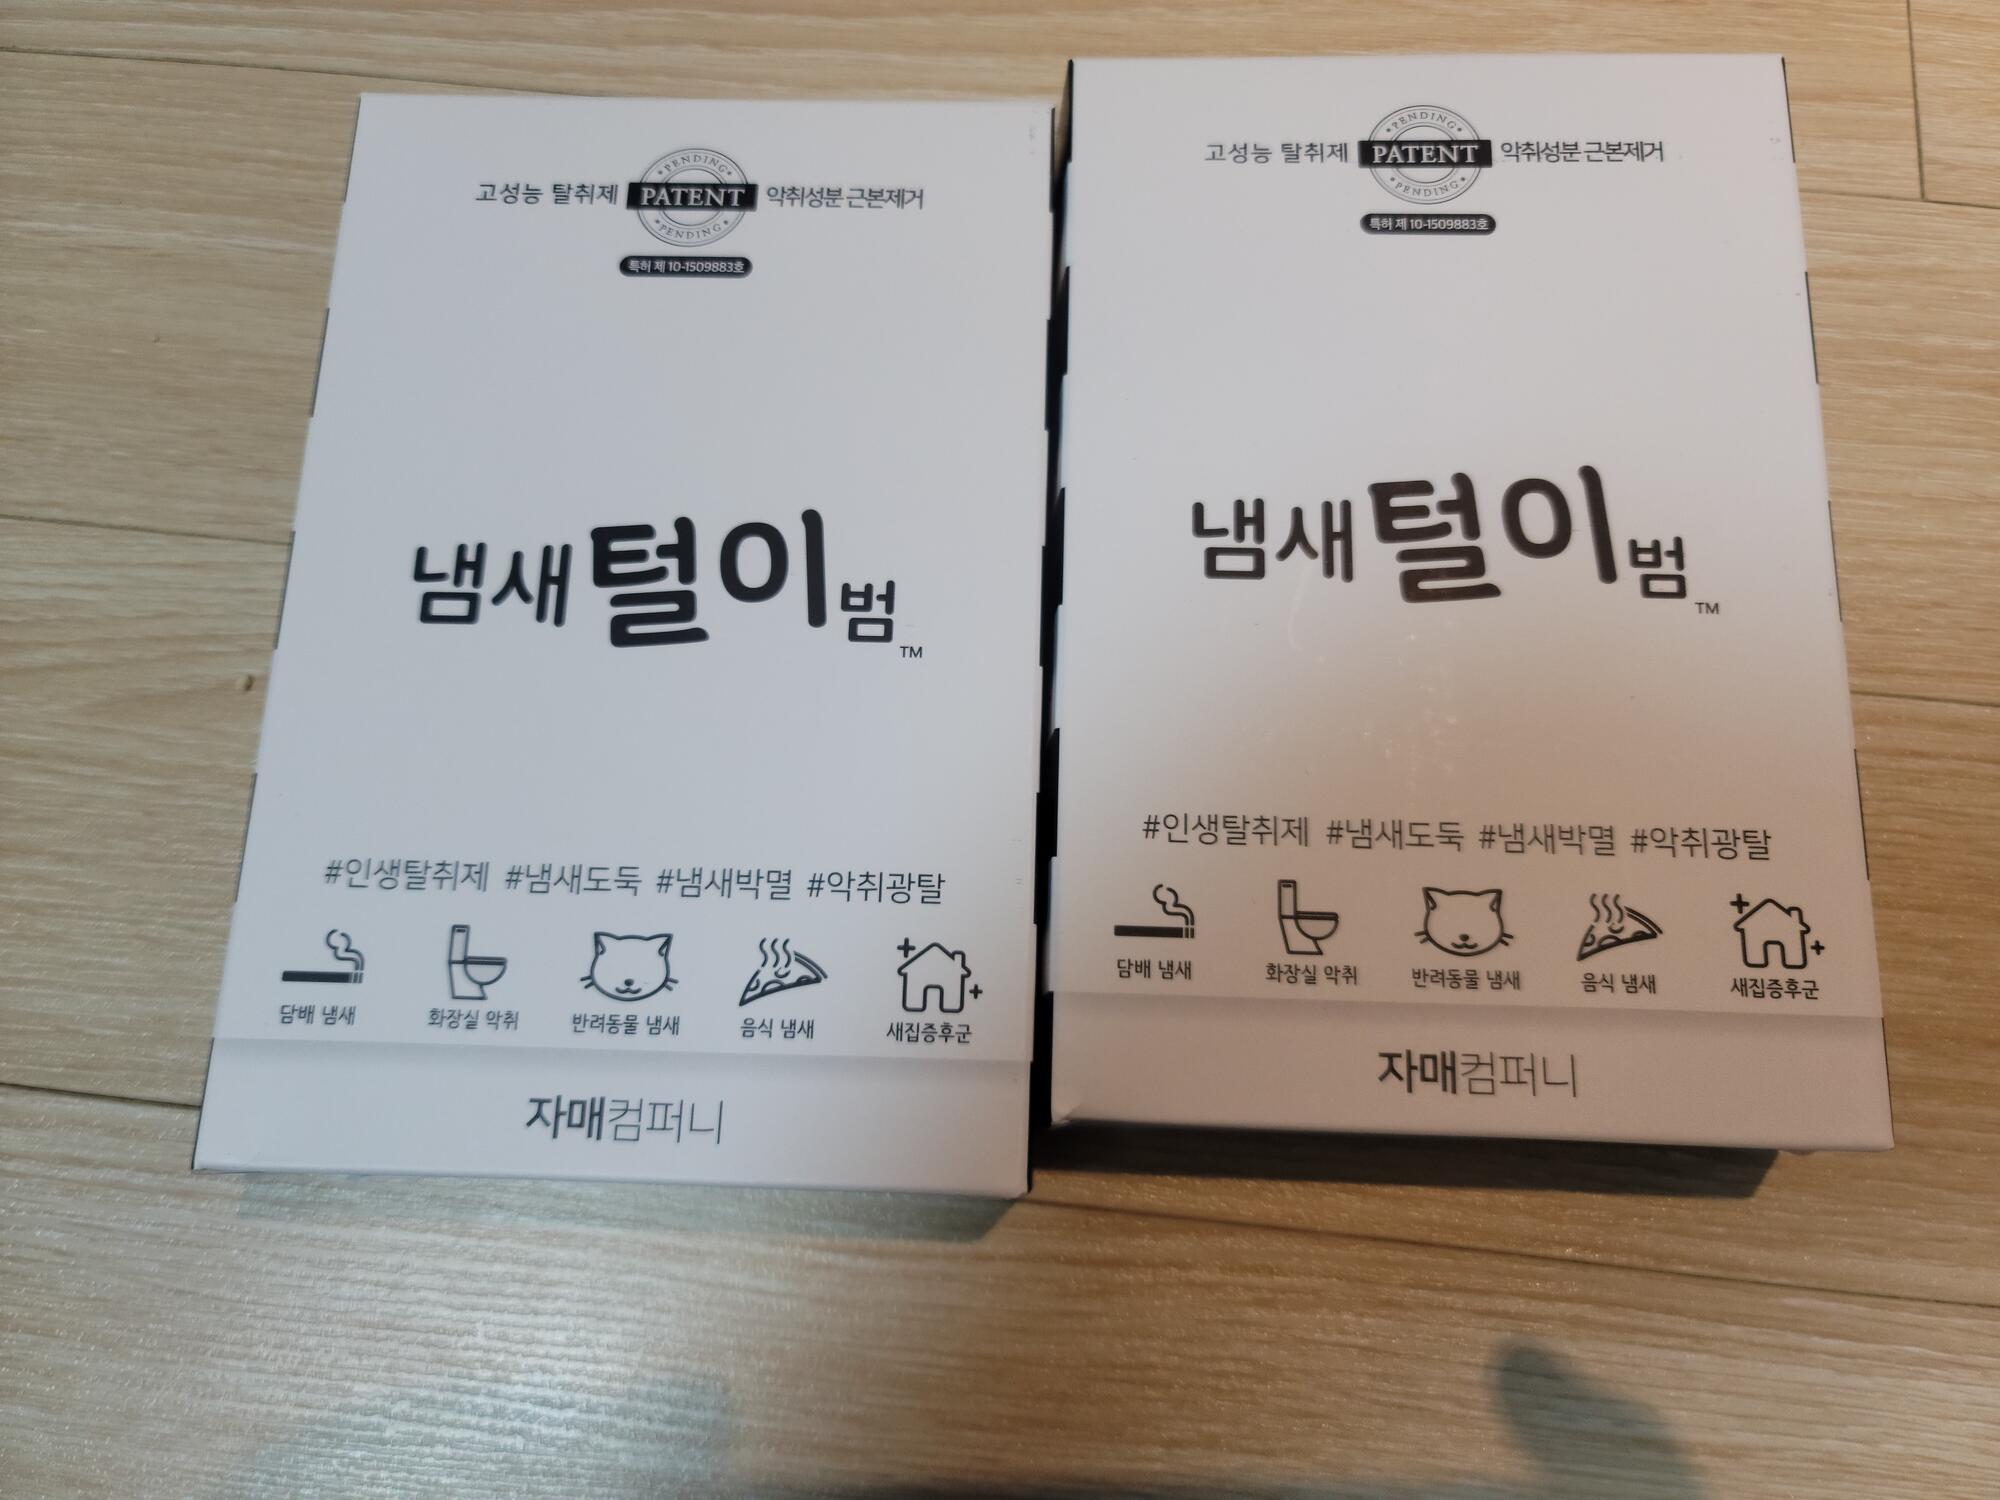 PENDING
고성능 탈취제 PATENT 악취성분 근본제거
PENDING
특허 제 10-1509883호
냄새털이범 TM
#인생탈취제 #냄새도둑 #냄새박멸 #악취광탈
담배 냄새 화장실 악취 반려동물 냄새 음식 냄새 새집증후군
자매컴퍼니
PENDING
고성능 탈취제 PATENT 악취성분 근본제거
PENDING
특허 제 10-1509883호
냄새털이범 TM
#인생탈취제 #냄새도둑 #냄새박멸 #악취광탈
담배 냄새 화장실 악취 반려동물 냄새 음식 냄새 새집증후군
자매컴퍼니